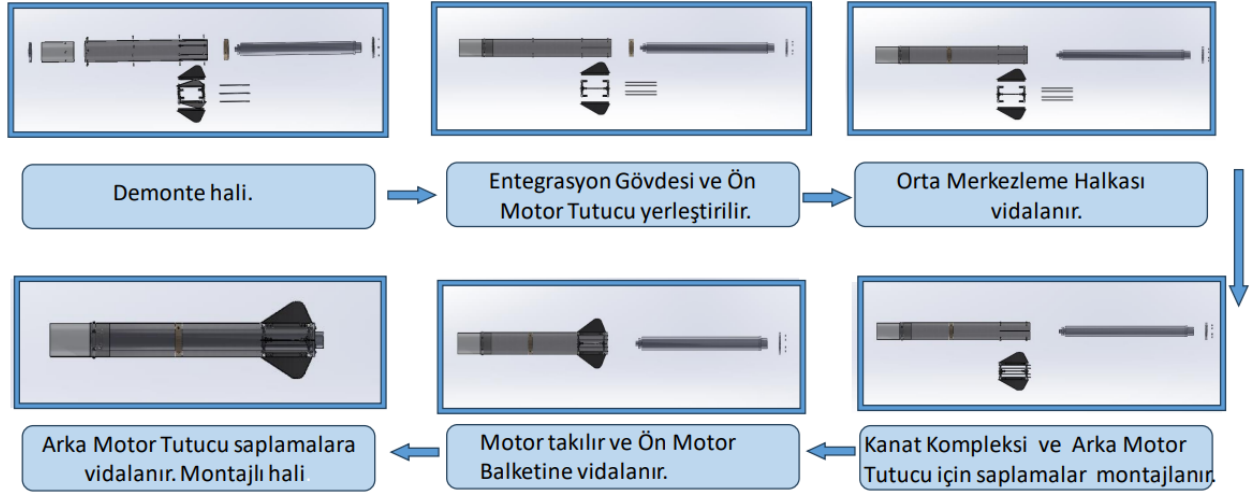 Demonte hali.
Entegrasyon Gövdesi ve Ön
Motor Tutucu yerleştirilir.
Orta Merkezleme Halkası
vidalanır.
Kanat Kompleksi ve Arka Motor
Tutucu için saplamalar montajlanır.
Motor takılır ve Ön Motor
Balketine vidalanır.
Arka Motor Tutucu saplamalara
vidalanır. Montajlı hali.